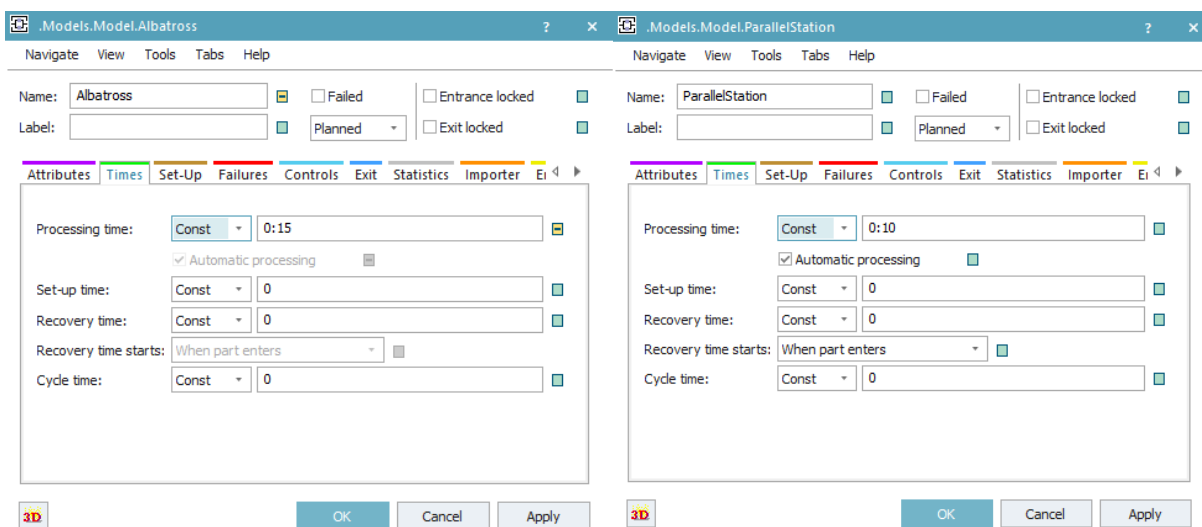 .Models.Model.Albatross ? ×
Navigate View Tools Tabs Help
Name: Albatross Failed Entrance locked
Label: Planned Exit locked
Attributes Times Set-Up Failures Controls Exit Statistics Importer
Processing time: Const 0:15
Automatic processing
Set-up time: Const 0
Recovery time: Const 0
Recovery time starts: When part enters
Cycle time: Const 0
3D OK Cancel Apply
.Models.Model.ParallelStation ? ×
Navigate View Tools Tabs Help
Name: ParallelStation Failed Entrance locked
Label: Planned Exit locked
Attributes Times Set-Up Failures Controls Exit Statistics Importer
Processing time: Const 0:10
Automatic processing
Set-up time: Const 0
Recovery time: Const 0
Recovery time starts: When part enters
Cycle time: Const 0
3D OK Cancel Apply